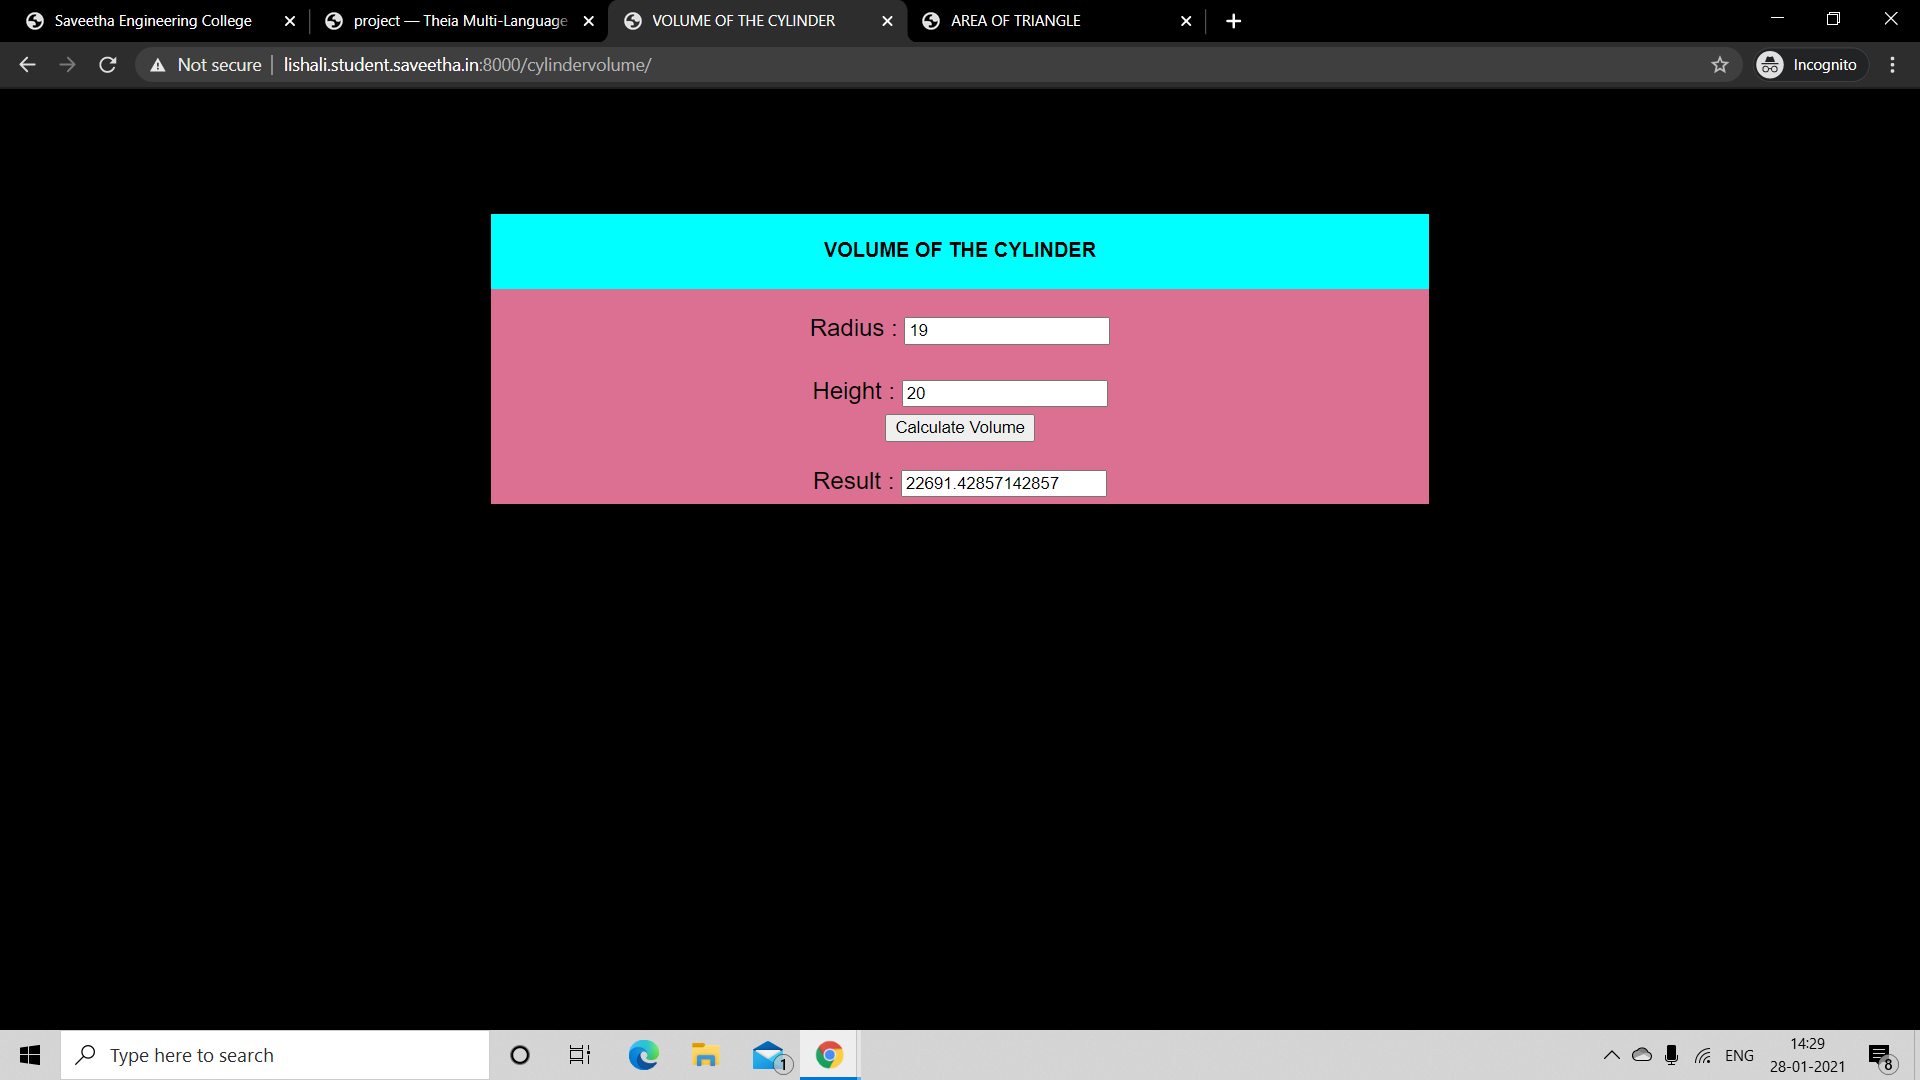 Saveetha Engineering College
project — Theia Multi-Language
VOLUME OF THE CYLINDER
AREA OF TRIANGLE
Not secure
lishali.student.saveetha.in:8000/cylindervolume/
Incognito
VOLUME OF THE CYLINDER
Radius : 19
Height : 20
Calculate Volume
Result : 22691.42857142857
Type here to search
1
ENG
14:29
28-01-2021
8